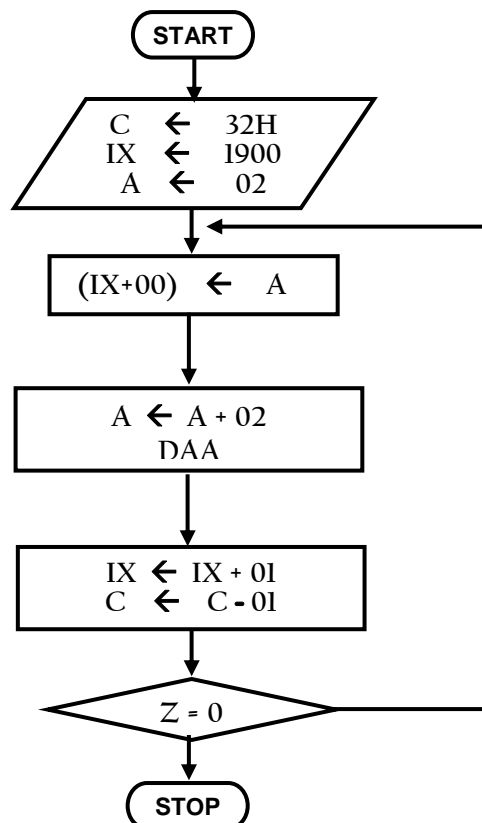 START
C ← 32H
IX ← 1900
A ← 02
(IX+00) ← A
A ← A + 02
DAA
IX ← IX + 01
C ← C - 01
Z = 0
STOP